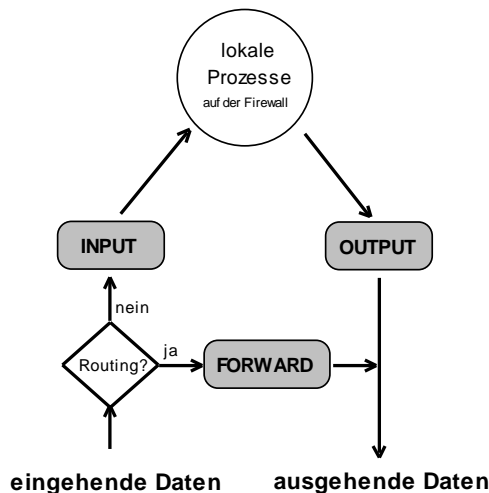 lokale
Prozesse
auf der Firewall
INPUT
OUTPUT
nein
ja
Routing?
FORWARD
eingehende Daten
ausgehende Daten